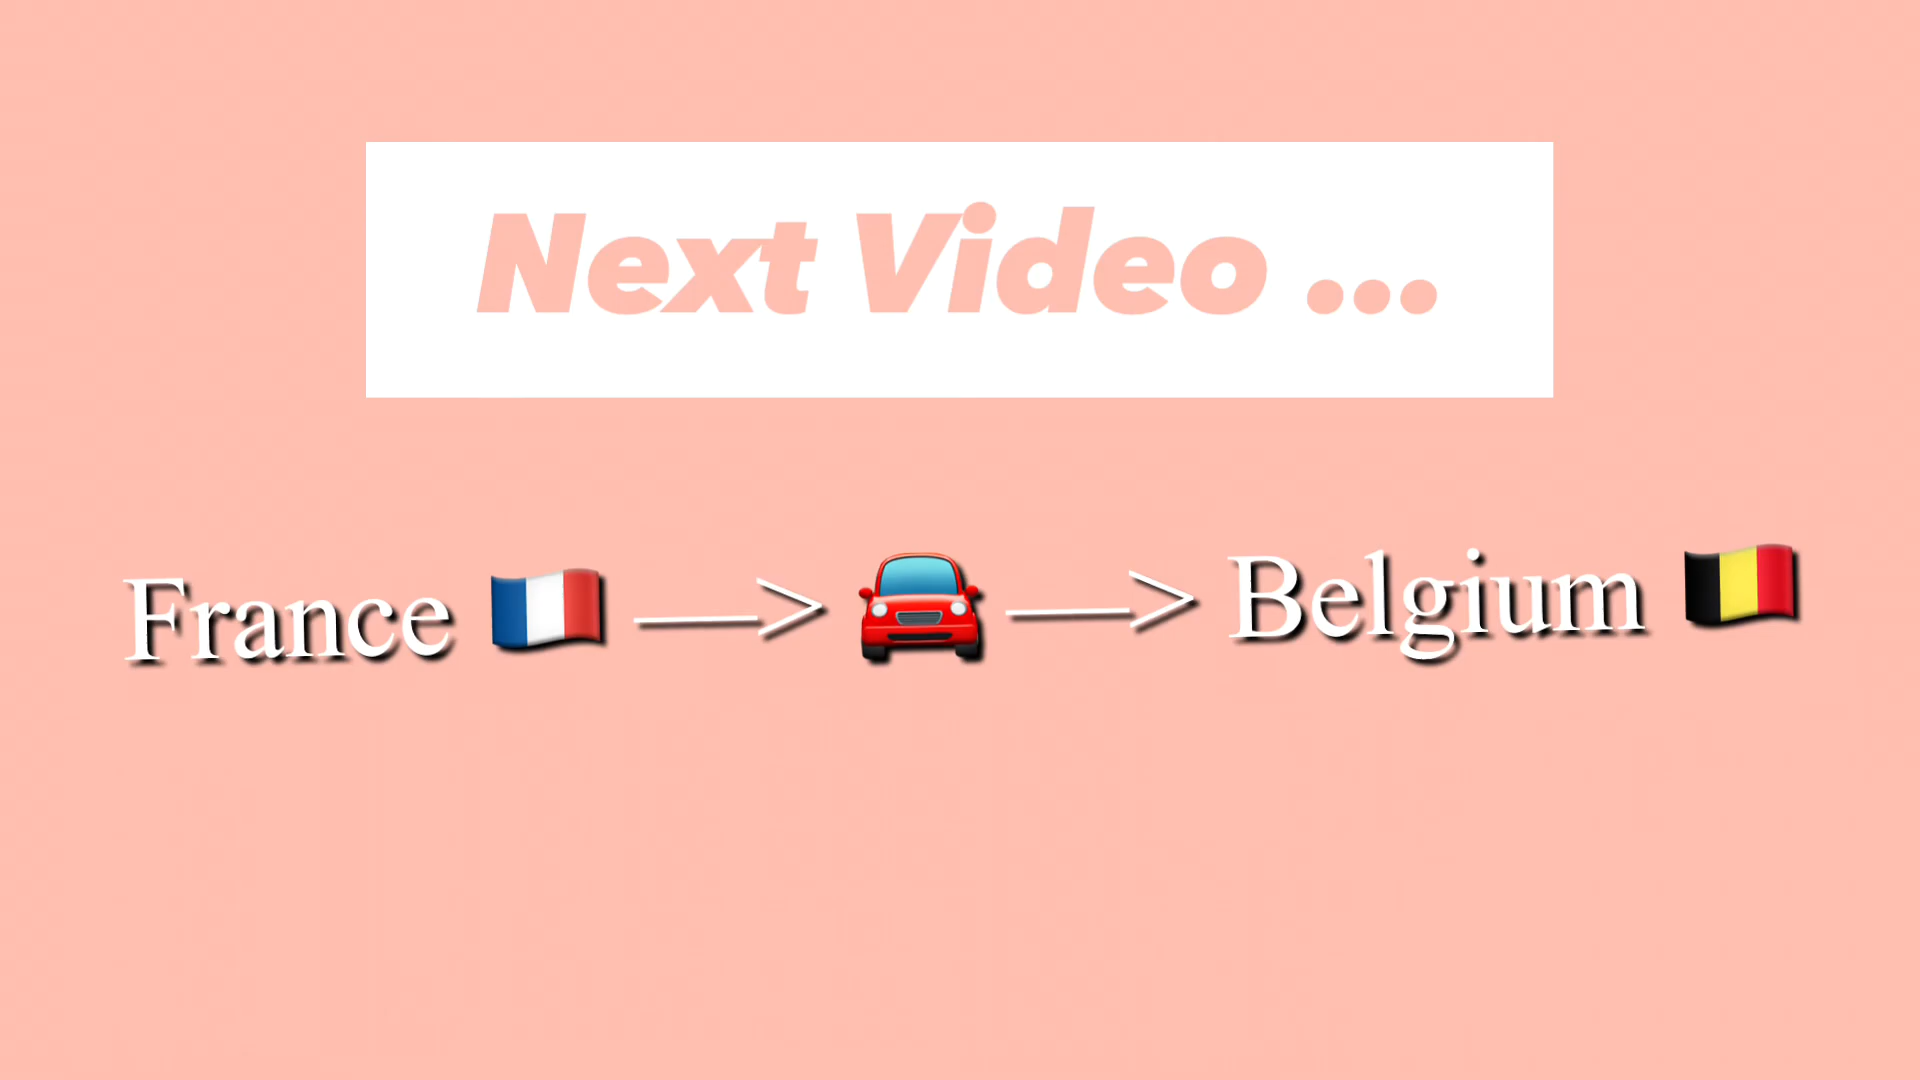 Next Video ...
France 🇫🇷 —> 🚘 —> Belgium 🇧🇪